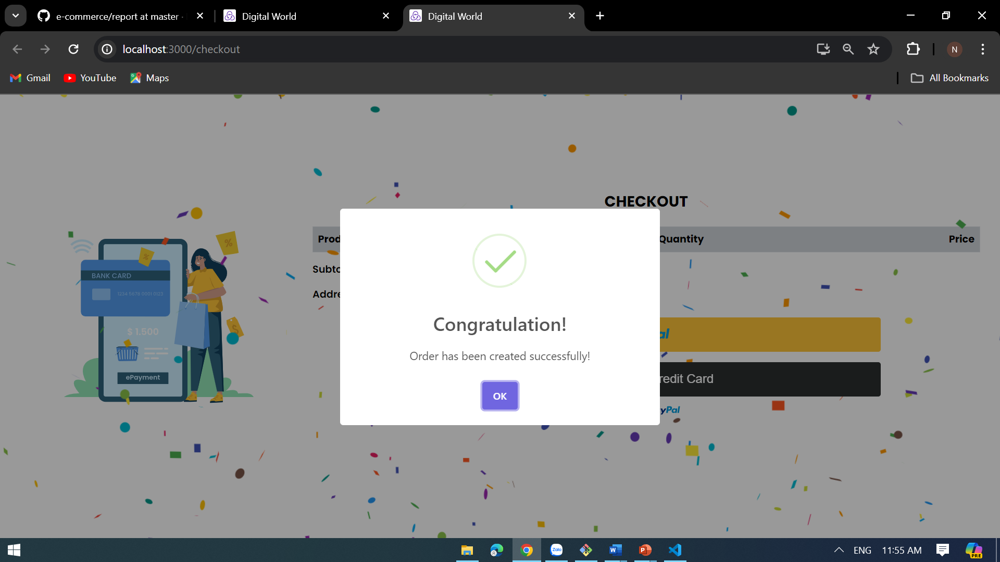 e-commerce/report at master ·
Digital World
Digital World
localhost:3000/checkout
N
Gmail
YouTube
Maps
All Bookmarks
CHECKOUT
Prod
Quantity
Price
Subto
Addre
%
%
BANK CARD
1234 5678 0001 0123
$
$ 1.500
ePayment
Congratulation!
Order has been created successfully!
OK
al
redit Card
yPal
Zalo
W
P
ENG
11:55 AM
PRE